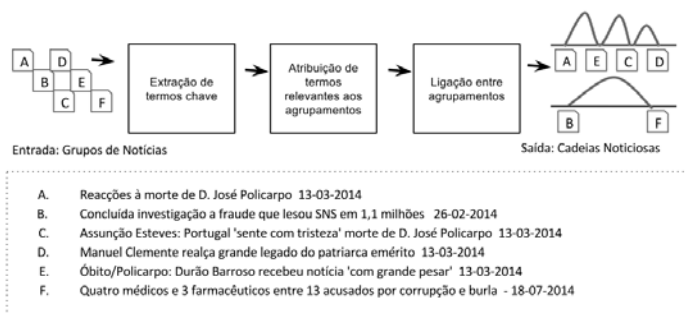 A D
B E
C F
Extração de
termos chave
Atribuição de
termos
relevantes aos
agrupamentos
Ligação entre
agrupamentos
A E C D
B F
Entrada: Grupos de Notícias
Saída: Cadeias Noticiosas
A. Reacções à morte de D. José Policarpo 13-03-2014
B. Concluída investigação a fraude que lesou SNS em 1,1 milhões 26-02-2014
C. Assunção Esteves: Portugal 'sente com tristeza' morte de D. José Policarpo 13-03-2014
D. Manuel Clemente realça grande legado do patriarca emérito 13-03-2014
E. Óbito/Policarpo: Durão Barroso recebeu notícia 'com grande pesar' 13-03-2014
F. Quatro médicos e 3 farmacêuticos entre 13 acusados por corrupção e burla - 18-07-2014